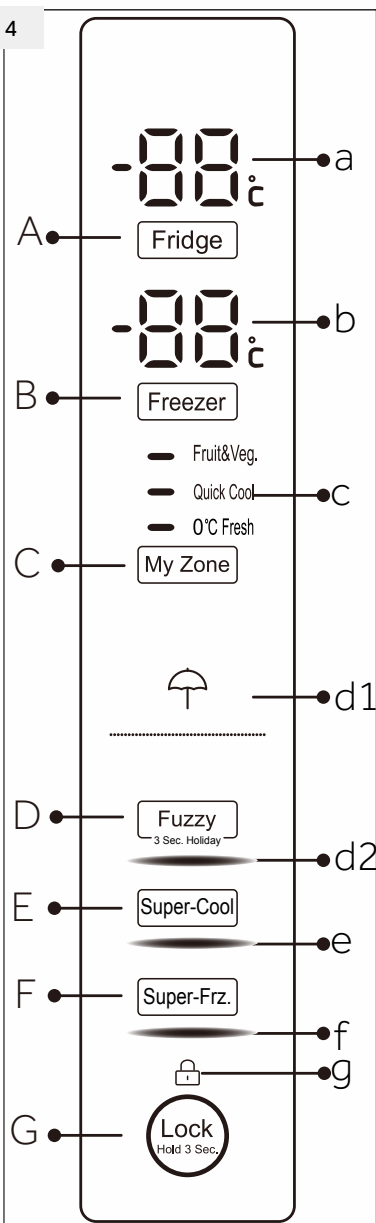 4
-88°C
a
A
Fridge
-88°C
b
B
Freezer
Fruit&Veg.
Quick Cool
c
0°C Fresh
C
My Zone
d1
D
Fuzzy
3 Sec. Holiday
d2
E
Super-Cool
e
F
Super-Frz.
f
g
G
Lock
Hold 3 Sec.